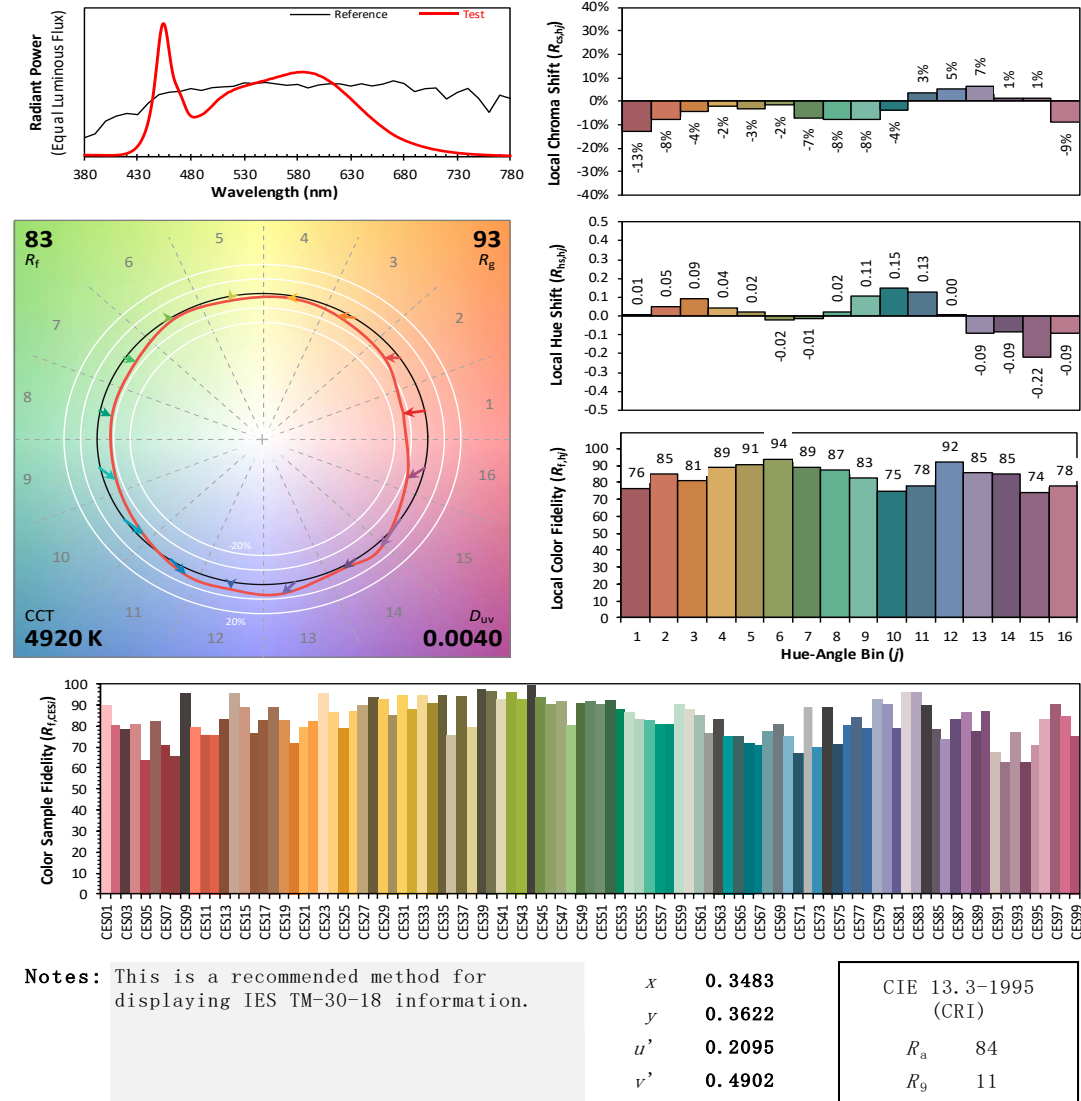 Reference
Test
Radiant Power
(Equal Luminous Flux)
380 430 480 530 580 630 680 730 780
Wavelength (nm)
Local Chroma Shift (Rcs,hj)
40%
30%
20%
10%
0%
-10%
-20%
-30%
-40%
-13% -8% -4% -2% -3% -2% -7% -8% -8% -4% 3% 5% 7% 1% 1% -9%
83
Rf
93
Rg
5 4
6 3
7 2
8 1
9 16
10 15
11 14
12 13
-20%
20%
CCT
4920 K
Duv
0.0040
Local Hue Shift (Rhs,hj)
0.5
0.4
0.3
0.2
0.1
0.0
-0.1
-0.2
-0.3
-0.4
-0.5
0.01 0.05 0.09 0.04 0.02 -0.02 -0.01 0.02 0.11 0.15 0.13 0.00 -0.09 -0.09 -0.22 -0.09
Local Color Fidelity (Rf,hj)
100
90
80
70
60
50
40
30
20
10
0
76 85 81 89 91 94 89 87 83 75 78 92 85 85 74 78
1 2 3 4 5 6 7 8 9 10 11 12 13 14 15 16
Hue-Angle Bin (j)
Color Sample Fidelity (Rf,CESi)
100
90
80
70
60
50
40
30
20
10
0
CES01 CES03 CES05 CES07 CES09 CES11 CES13 CES15 CES17 CES19 CES21 CES23 CES25 CES27 CES29 CES31 CES33 CES35 CES37 CES39 CES41 CES43 CES45 CES47 CES49 CES51 CES53 CES55 CES57 CES59 CES61 CES63 CES65 CES67 CES69 CES71 CES73 CES75 CES77 CES79 CES81 CES83 CES85 CES87 CES89 CES91 CES93 CES95 CES97 CES99
Notes: This is a recommended method for
displaying IES TM-30-18 information.
x 0.3483
y 0.3622
u' 0.2095
v' 0.4902
CIE 13.3-1995
(CRI)
Ra 84
R9 11